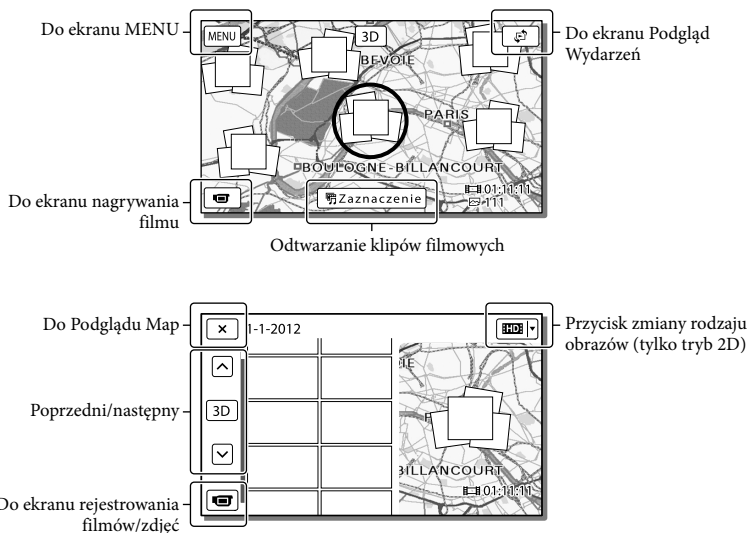 Do ekranu MENU
MENU
3D
Do ekranu Podgląd
Wydarzeń
BEVOIE
PARIS
BOULOGNE-BILLANCOURT
01:11:11
111
Do ekranu nagrywania
filmu
Zaznaczenie
Odtwarzanie klipów filmowych
Do Podglądu Map
1-1-2012
HD
Przycisk zmiany rodzaju
obrazów (tylko tryb 2D)
Poprzedni/następny
3D
IE
P
BILLANCOURT
01:11:11
Do ekranu rejestrowania
filmów/zdjęć